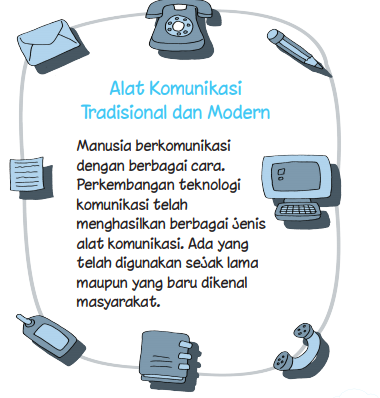 Alat Komunikasi
Tradisional dan Modern
Manusia berkomunikasi
dengan berbagai cara.
Perkembangan teknologi
komunikasi telah
menghasilkan berbagai jenis
alat komunikasi. Ada yang
telah digunakan sejak lama
maupun yang baru dikenal
masyarakat.